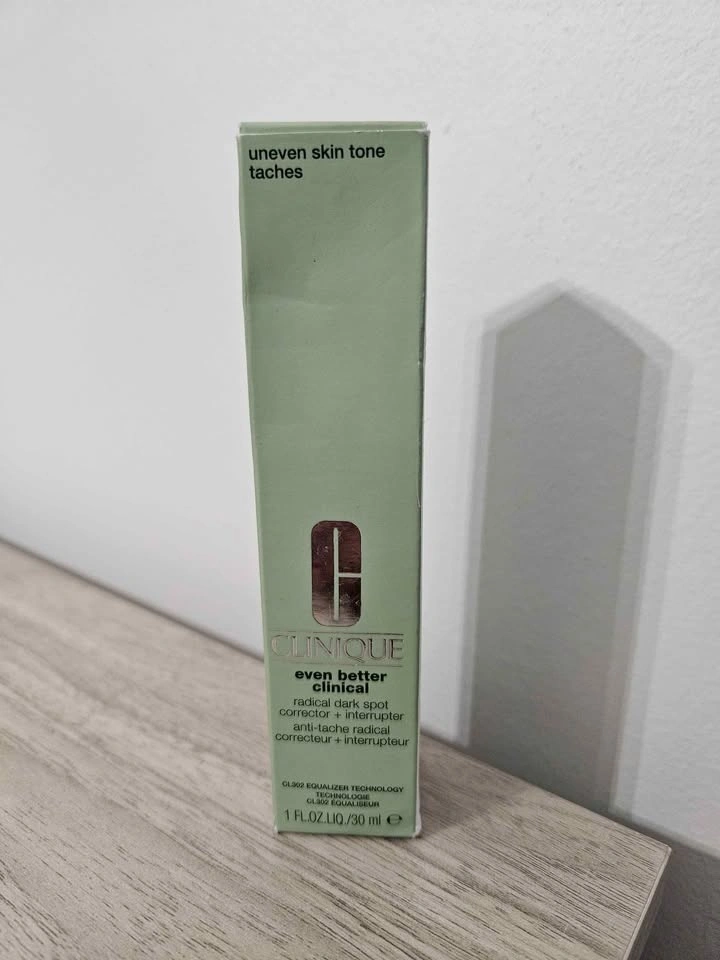 uneven skin tone
taches
CLINIQUE
even better
clinical
radical dark spot
corrector + interrupter
anti-tache radical
correcteur + interrupteur
CL302 EQUALIZER TECHNOLOGY
TECHNOLOGIE
CL302 ÉQUALISEUR
1 FL.OZ.LIQ./30 ml ℮